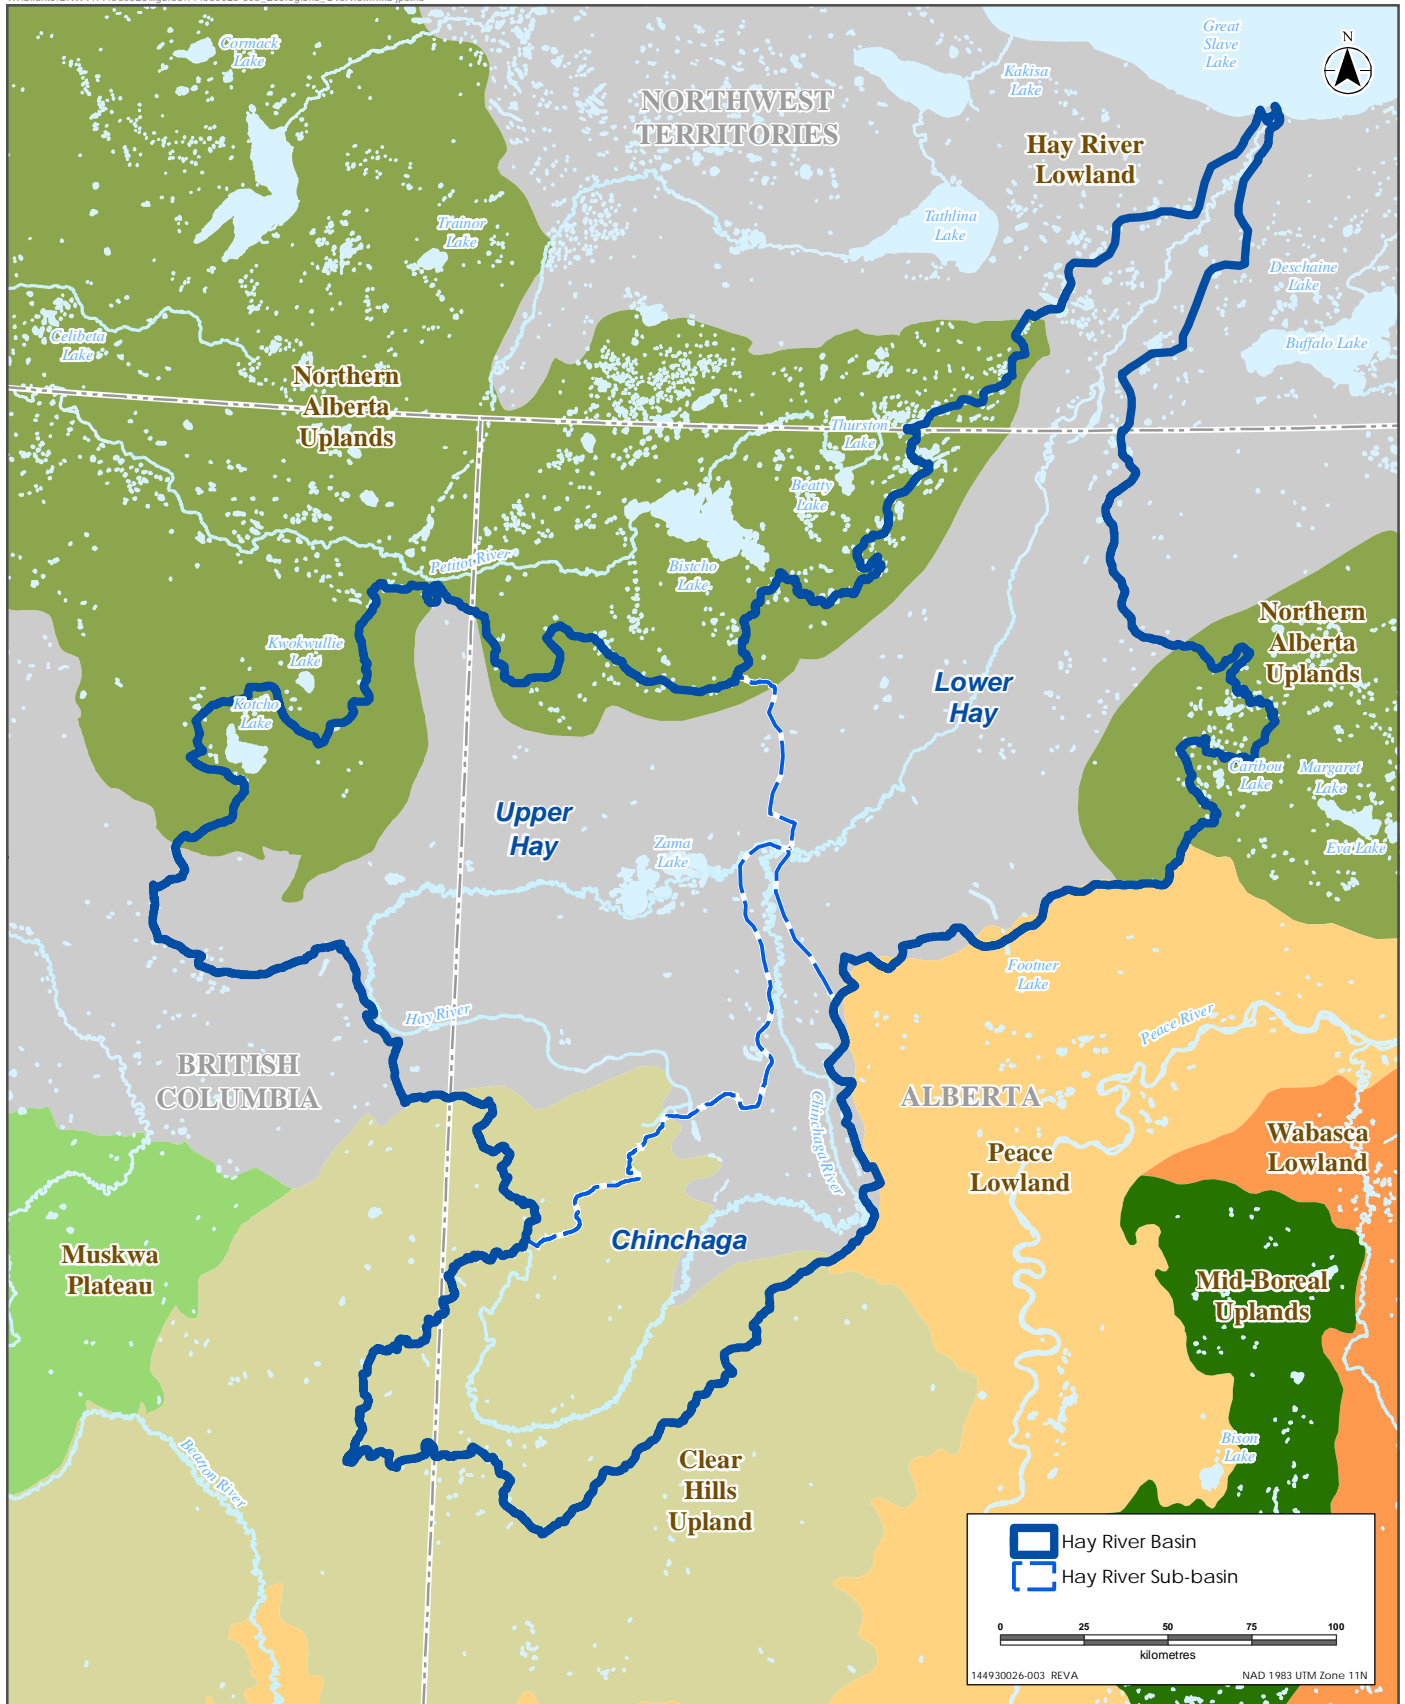 Cormack
Lake
Great
Slave
Lake
N
Kakisa
Lake
NORTHWEST
TERRITORIES
Hay River
Lowland
Trainor
Lake
Tathlina
Lake
Deschaine
Lake
Celibeta
Lake
Buffalo Lake
Northern
Alberta
Uplands
Thurston
Lake
Beatty
Lake
Petitot River
Bistcho
Lake
Northern
Alberta
Uplands
Kwokwullie
Lake
Kotcho
Lake
Lower
Hay
Caribou
Lake
Margaret
Lake
Upper
Hay
Zama
Lake
Eva Lake
Footner
Lake
Hay River
Peace River
BRITISH
COLUMBIA
ALBERTA
Chinchaga River
Wabasca
Lowland
Peace
Lowland
Chinchaga
Muskwa
Plateau
Mid-Boreal
Uplands
Bearton River
Clear
Hills
Upland
Bison
Lake
Hay River Basin
Hay River Sub-basin
0 25 50 75 100
kilometres
144930026-003 REVA NAD 1983 UTM Zone 11N